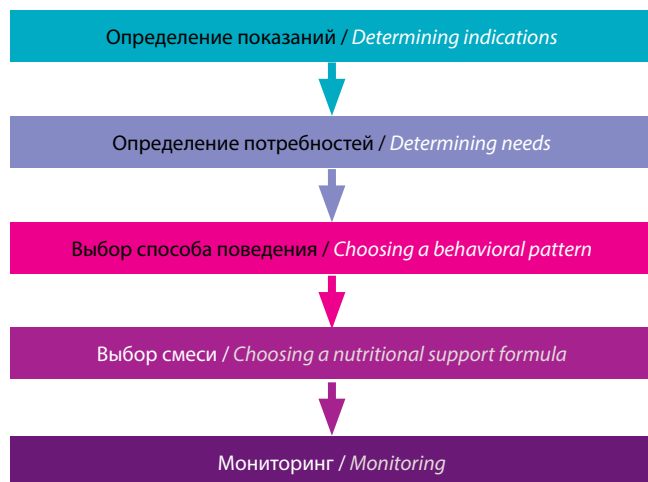 Определение показаний / Determining indications
Определение потребностей / Determining needs
Выбор способа поведения / Choosing a behavioral pattern
Выбор смеси / Choosing a nutritional support formula
Мониторинг / Monitoring